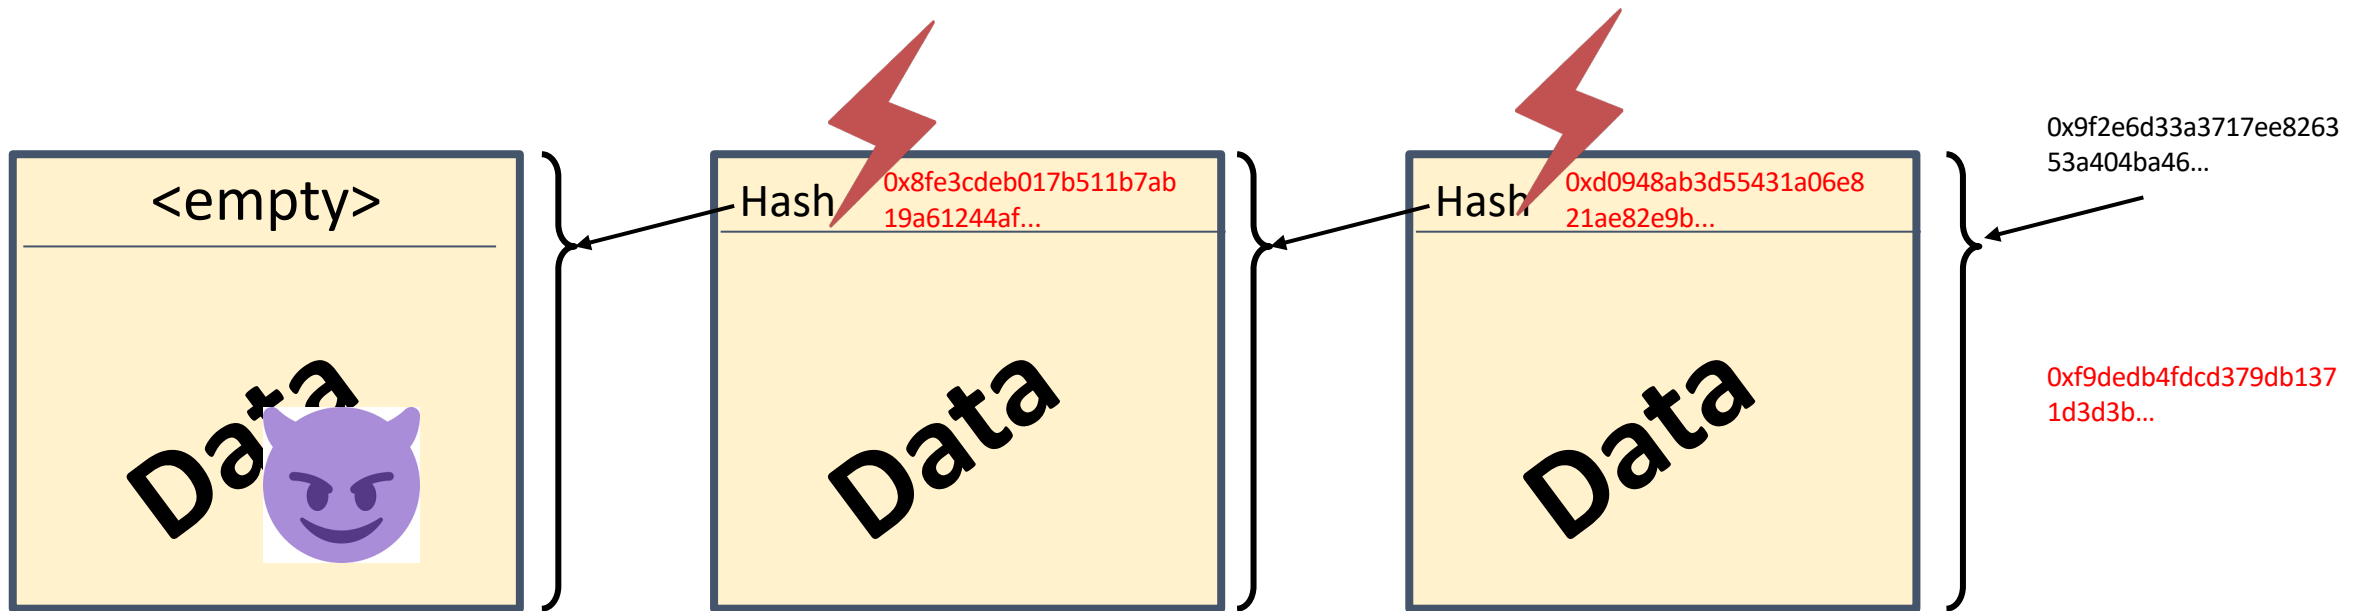 <empty>
Hash
0x8fe3cdeb017b511b7ab
19a61244af...
Hash
0xd0948ab3d55431a06e8
21ae82e9b...
0x9f2e6d33a3717ee8263
53a404ba46...
Data
Data
Data
0xf9dedb4fdcd379db137
1d3d3b...